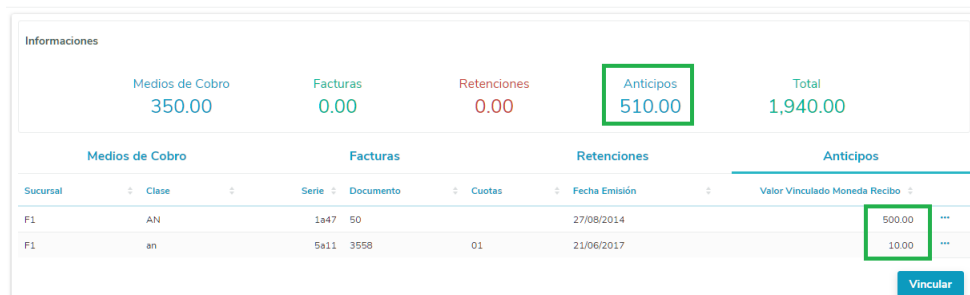 Informaciones
Medios de Cobro Facturas Retenciones Anticipos Total
350.00 0.00 0.00 510.00 1,940.00
Medios de Cobro Facturas Retenciones Anticipos
Sucursal Clase Serie Documento Cuotas Fecha Emisión Valor Vinculado Moneda Recibo
F1 AN 1a47 50 27/08/2014 500.00 ...
F1 an 5a11 3558 01 21/06/2017 10.00 ...
Vincular